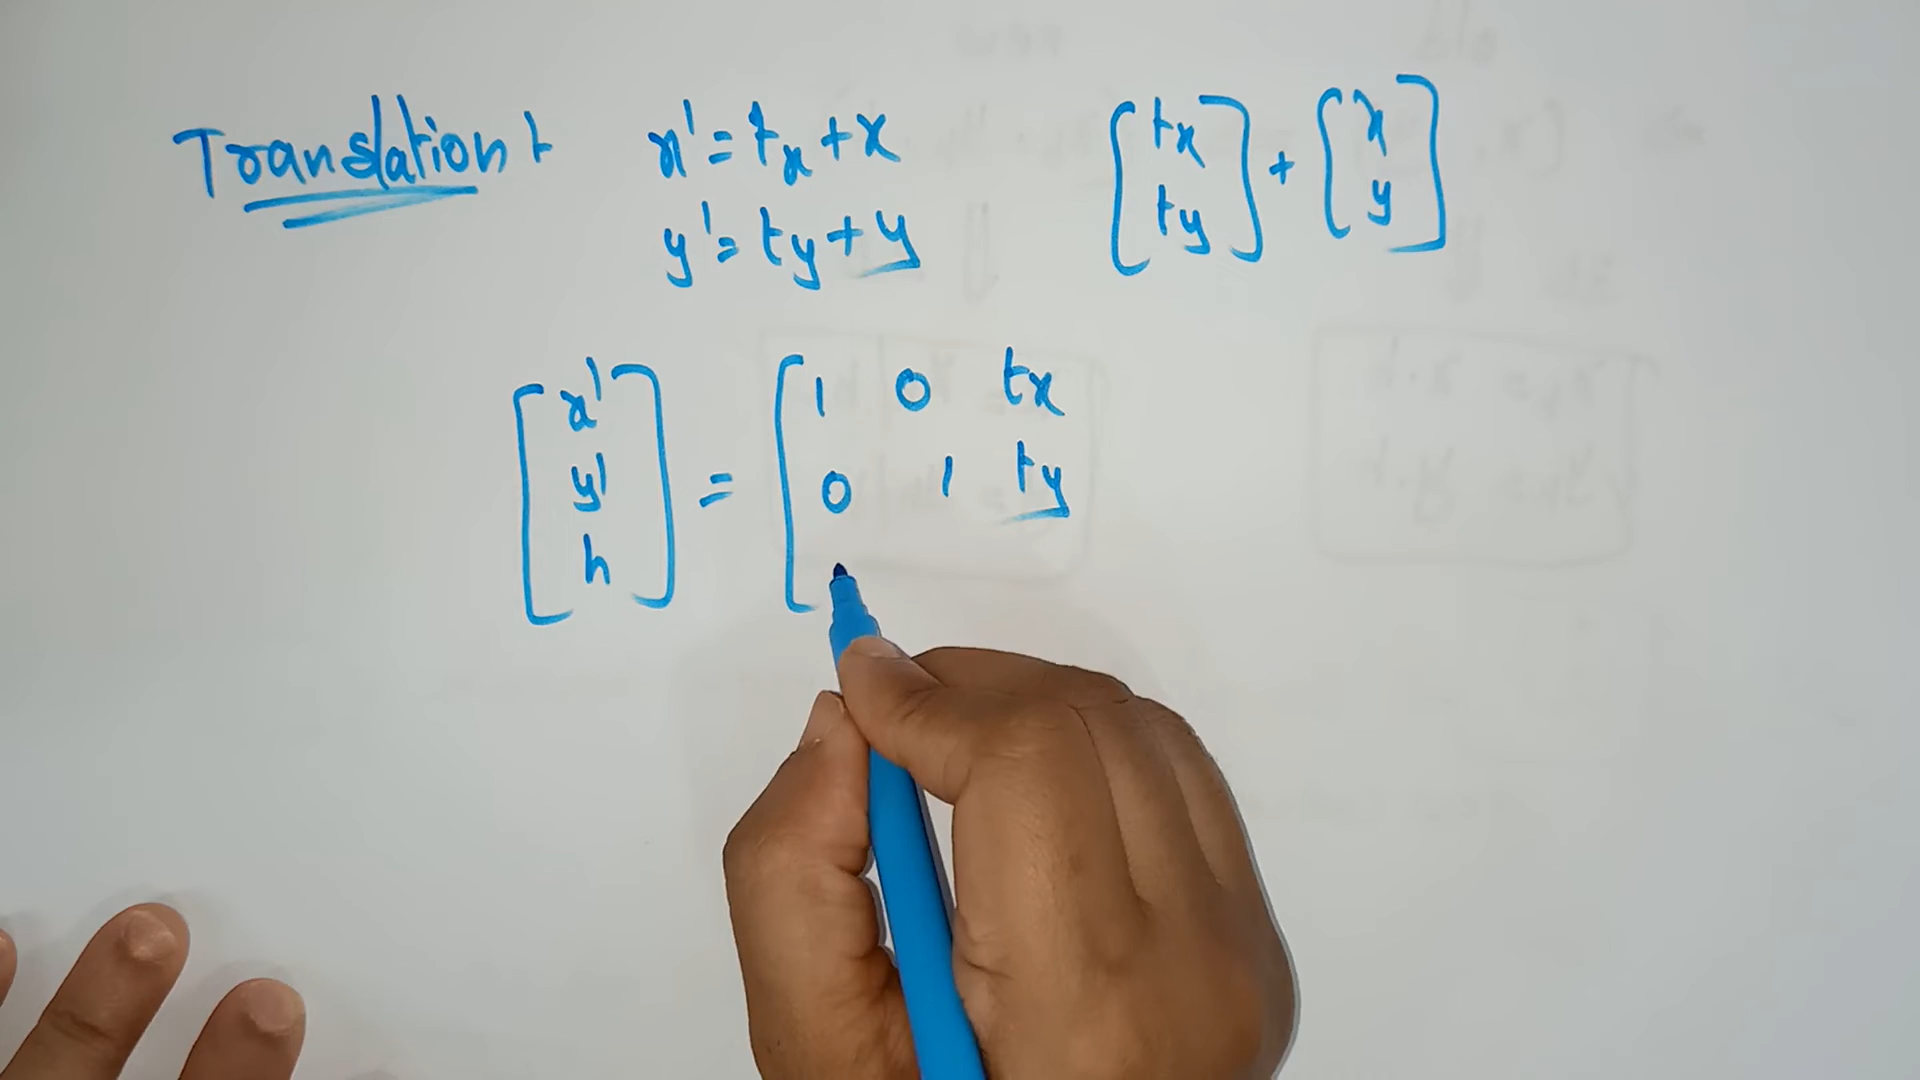 Translation :-
x' = tx + x
y' = ty + y
[tx ty] + [x y]
[x' y' h] = [1 0 tx
0 1 ty